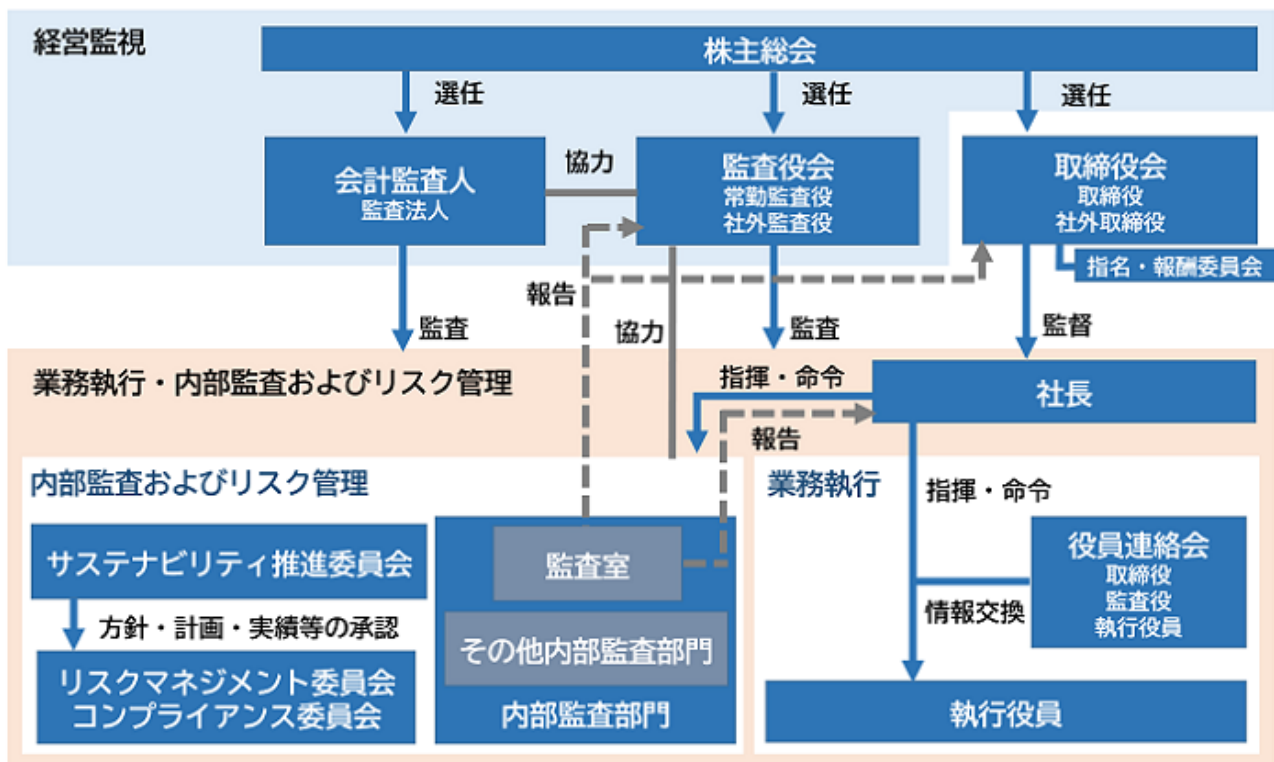 経営監視
株主総会
選任
選任
選任
会計監査人
監査法人
協力
監査役会
常勤監査役
社外監査役
取締役会
取締役
社外取締役
指名・報酬委員会
報告
協力
監査
監査
監督
業務執行・内部監査およびリスク管理
指揮・命令
社長
報告
内部監査およびリスク管理
サステナビリティ推進委員会
方針・計画・実績等の承認
リスクマネジメント委員会
コンプライアンス委員会
監査室
その他内部監査部門
内部監査部門
業務執行
指揮・命令
役員連絡会
取締役
監査役
執行役員
情報交換
執行役員